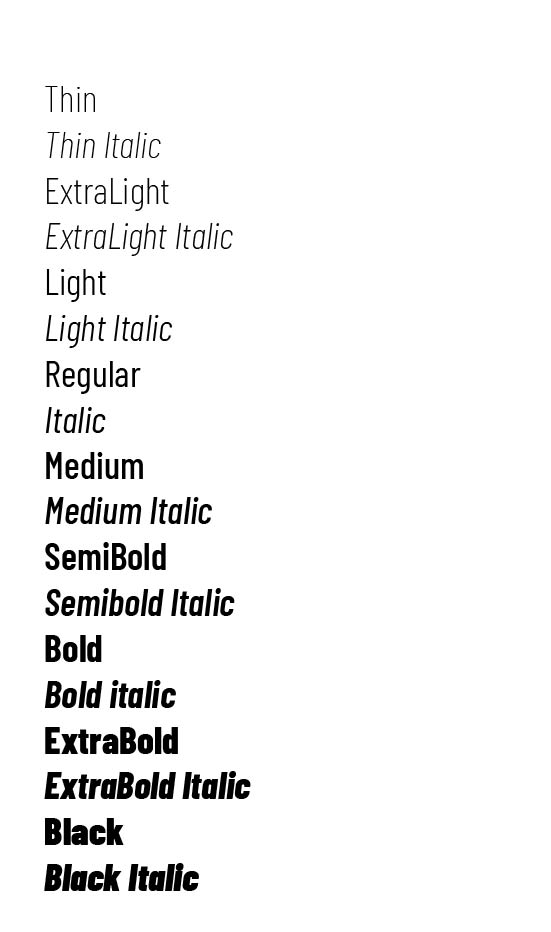 Thin
Thin Italic
ExtraLight
ExtraLight Italic
Light
Light Italic
Regular
Italic
Medium
Medium Italic
SemiBold
Semibold Italic
Bold
Bold italic
ExtraBold
ExtraBold Italic
Black
Black Italic